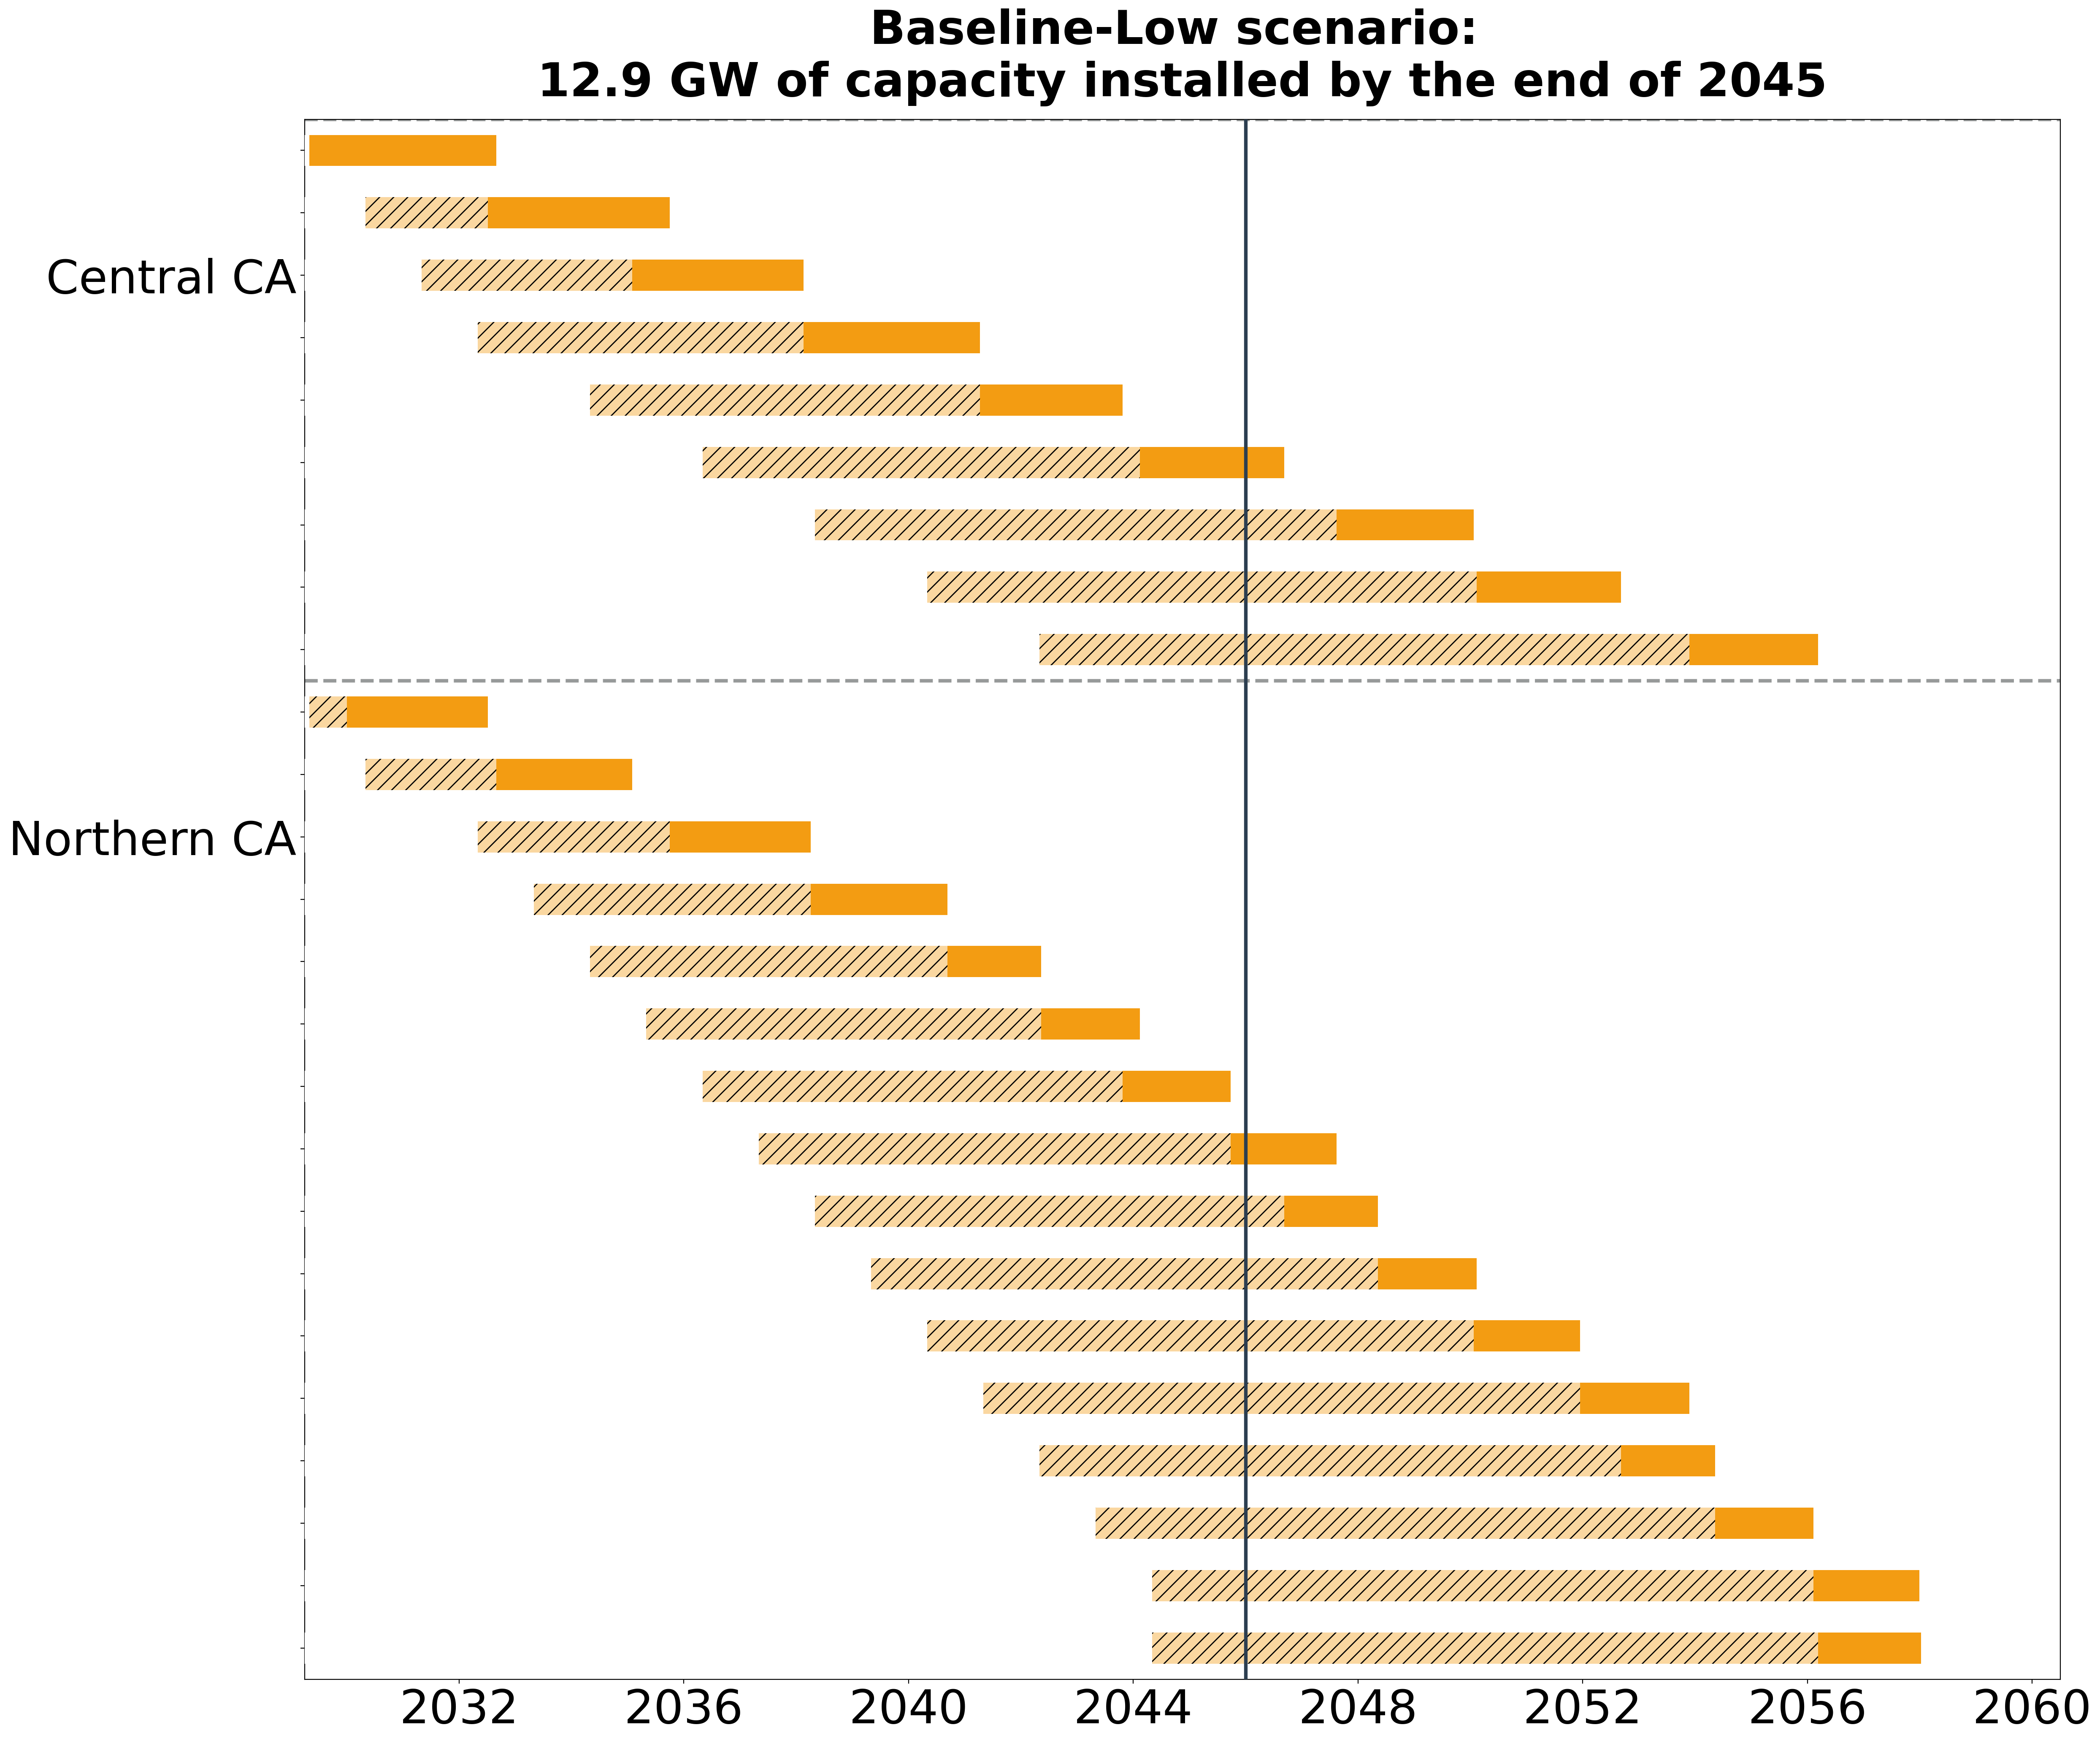 Baseline-Low scenario:
12.9 GW of capacity installed by the end of 2045
Central CA
Northern CA
2032 2036 2040 2044 2048 2052 2056 2060